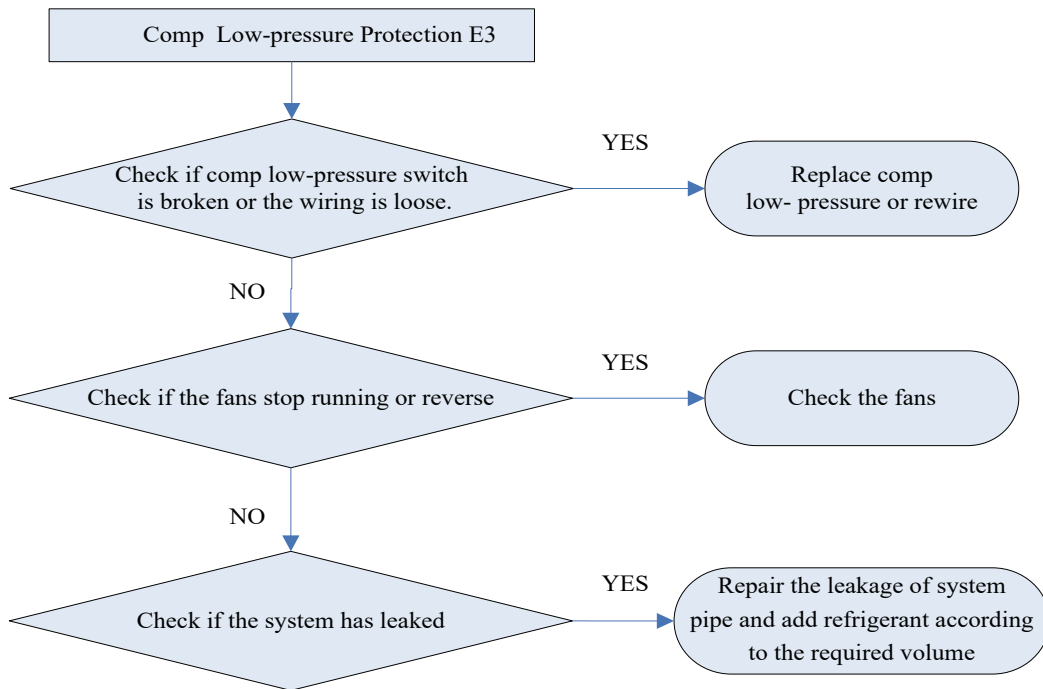 Comp Low-pressure Protection E3
YES
Check if comp low-pressure switch
is broken or the wiring is loose.
Replace comp
low- pressure or rewire
NO
YES
Check if the fans stop running or reverse
Check the fans
NO
YES
Check if the system has leaked
Repair the leakage of system
pipe and add refrigerant according
to the required volume